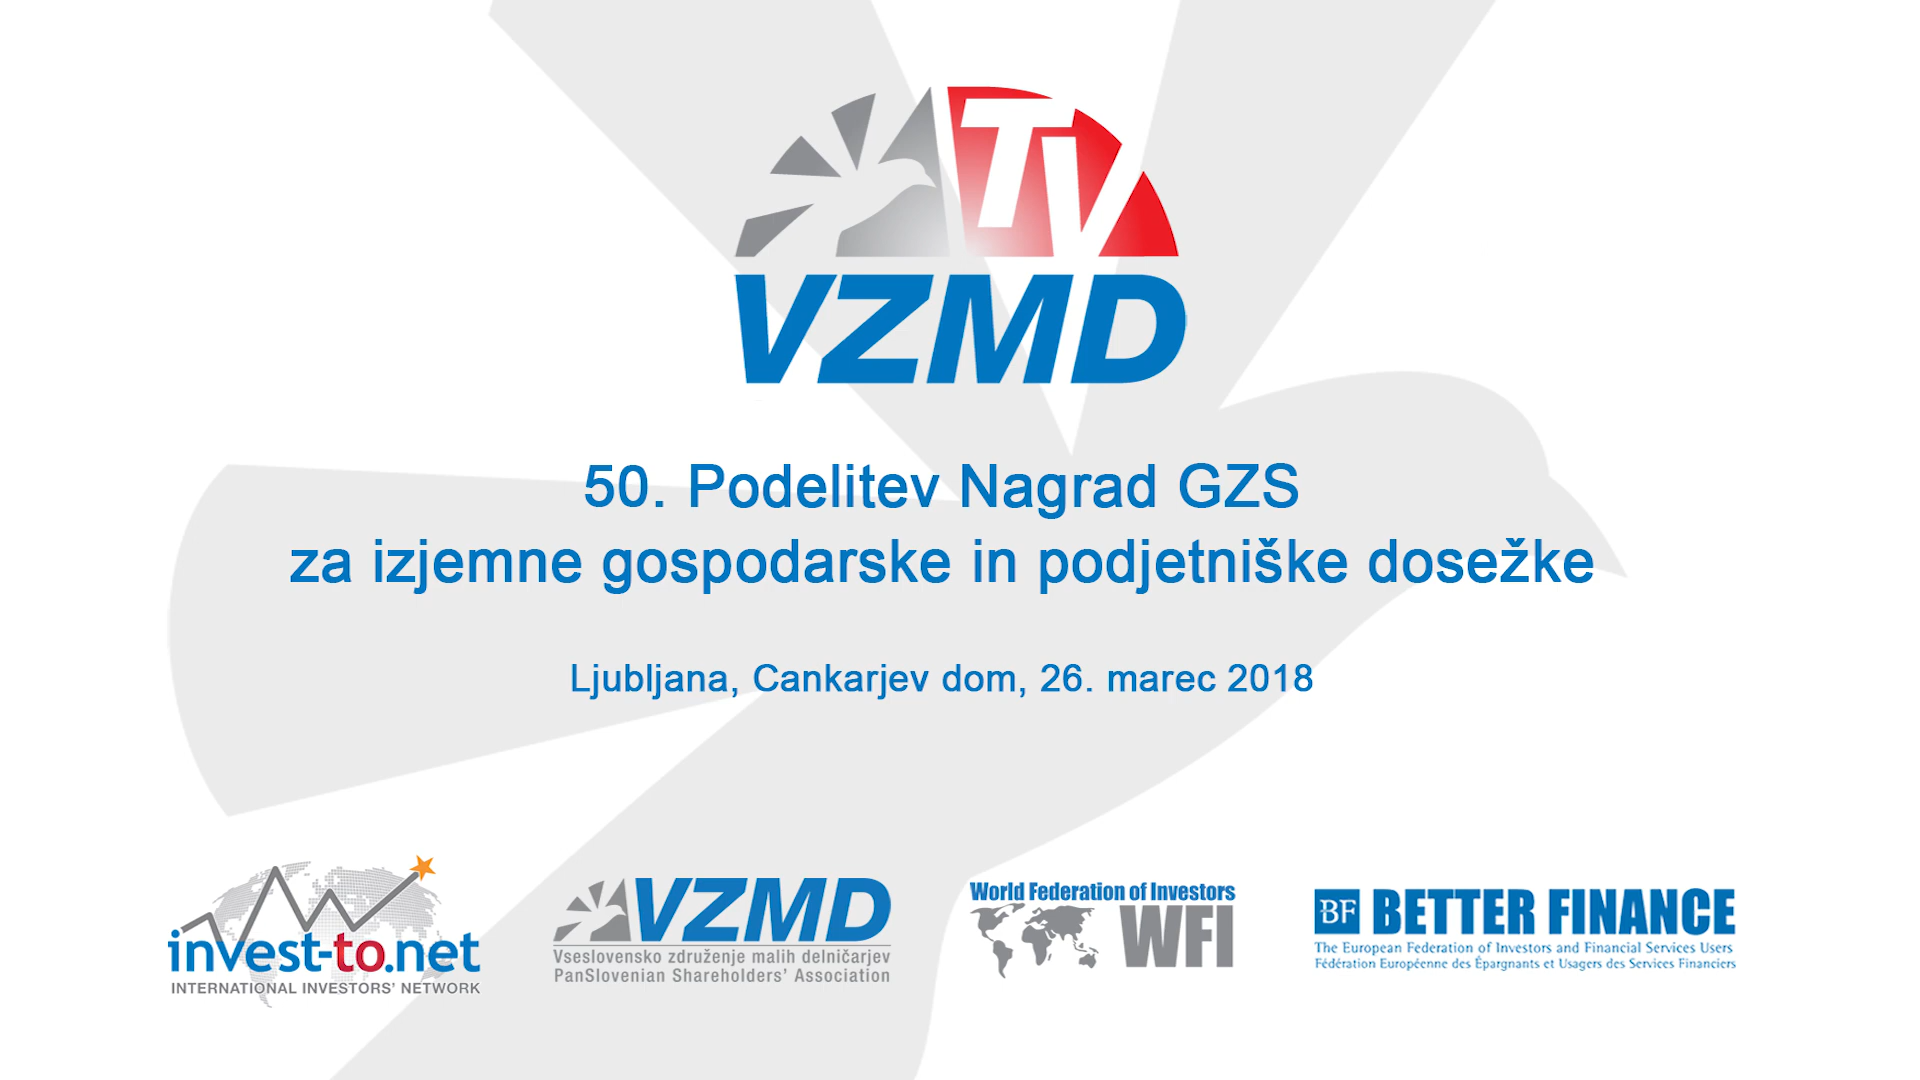 TV
VZMD
50. Podelitev Nagrad GZS
za izjemne gospodarske in podjetniške dosežke
Ljubljana, Cankarjev dom, 26. marec 2018
invest-to.net
INTERNATIONAL INVESTORS' NETWORK
VZMD
Vseslovensko združenje malih delničarjev
PanSlovenian Shareholders' Association
World Federation of Investors
WFI
BF BETTER FINANCE
The European Federation of Investors and Financial Services Users
Fédération Européenne des Épargnants et Usagers des Services Financiers